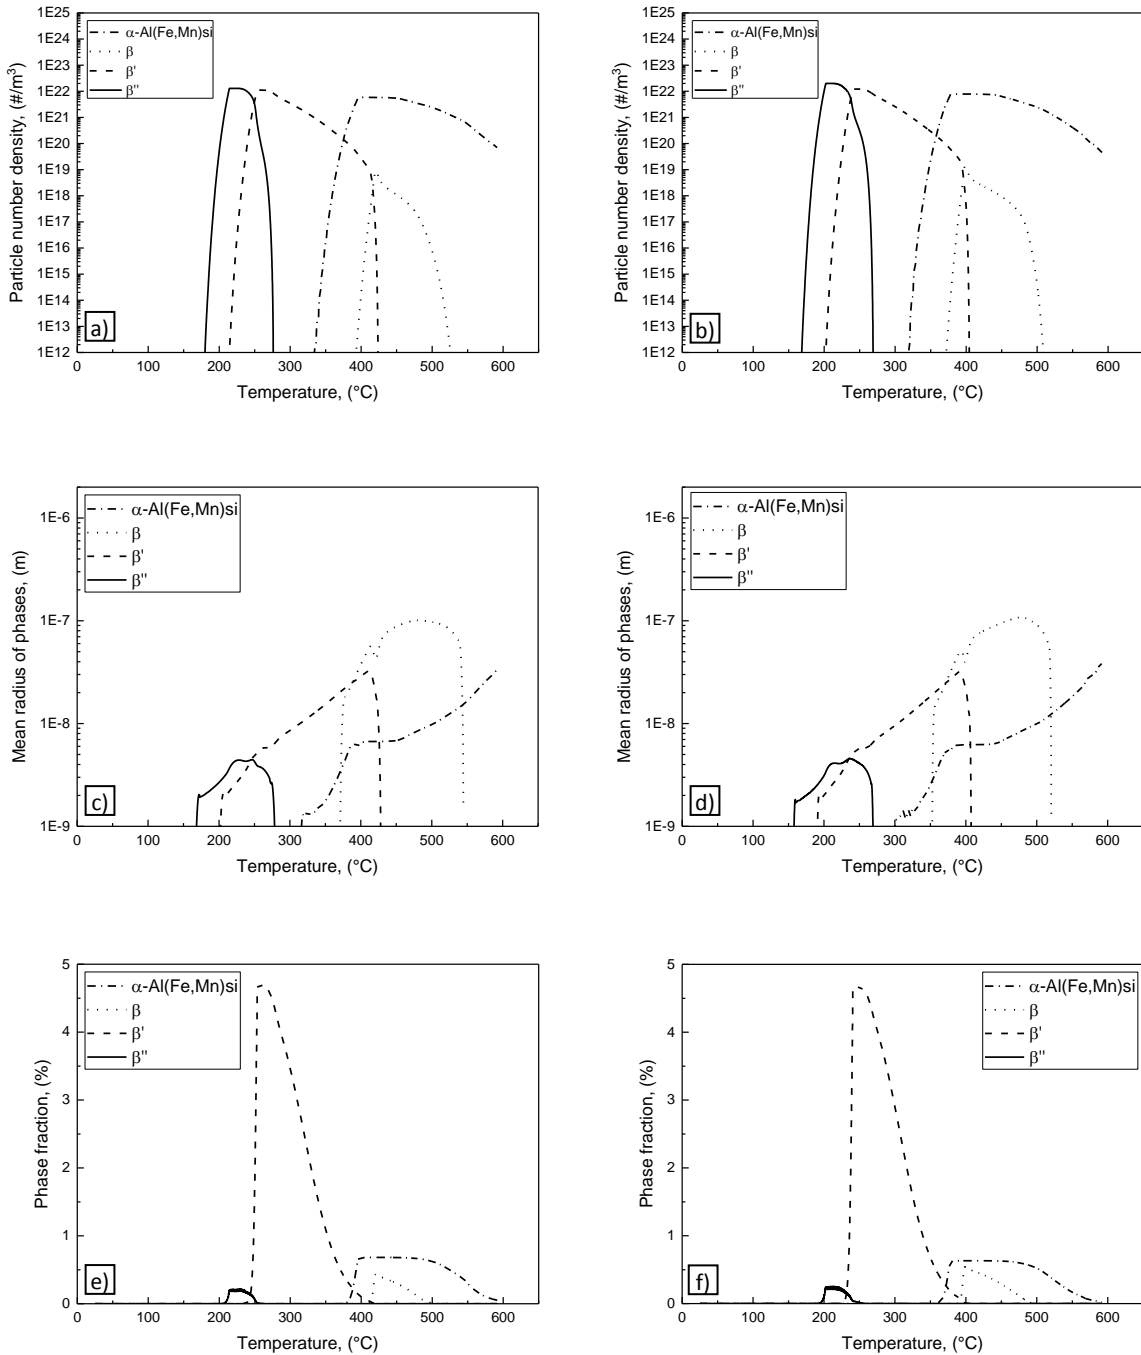 1E25
1E24
1E23
1E22
1E21
1E20
1E19
1E18
1E17
1E16
1E15
1E14
1E13
1E12
Particle number density, (#/m³)
α-Al(Fe,Mn)si
β
β'
β''
a)
0 100 200 300 400 500 600
Temperature, (°C)
1E25
1E24
1E23
1E22
1E21
1E20
1E19
1E18
1E17
1E16
1E15
1E14
1E13
1E12
Particle number density, (#/m³)
α-Al(Fe,Mn)si
β
β'
β''
b)
0 100 200 300 400 500 600
Temperature, (°C)
1E-6
1E-7
1E-8
1E-9
Mean radius of phases, (m)
α-Al(Fe,Mn)si
β
β'
β''
c)
0 100 200 300 400 500 600
Temperature, (°C)
1E-6
1E-7
1E-8
1E-9
Mean radius of phases, (m)
α-Al(Fe,Mn)si
β
β'
β''
d)
0 100 200 300 400 500 600
Temperature, (°C)
5
4
3
2
1
0
Phase fraction, (%)
α-Al(Fe,Mn)si
β
β'
β''
e)
0 100 200 300 400 500 600
Temperature, (°C)
5
4
3
2
1
0
Phase fraction, (%)
α-Al(Fe,Mn)si
β
β'
β''
f)
0 100 200 300 400 500 600
Temperature, (°C)